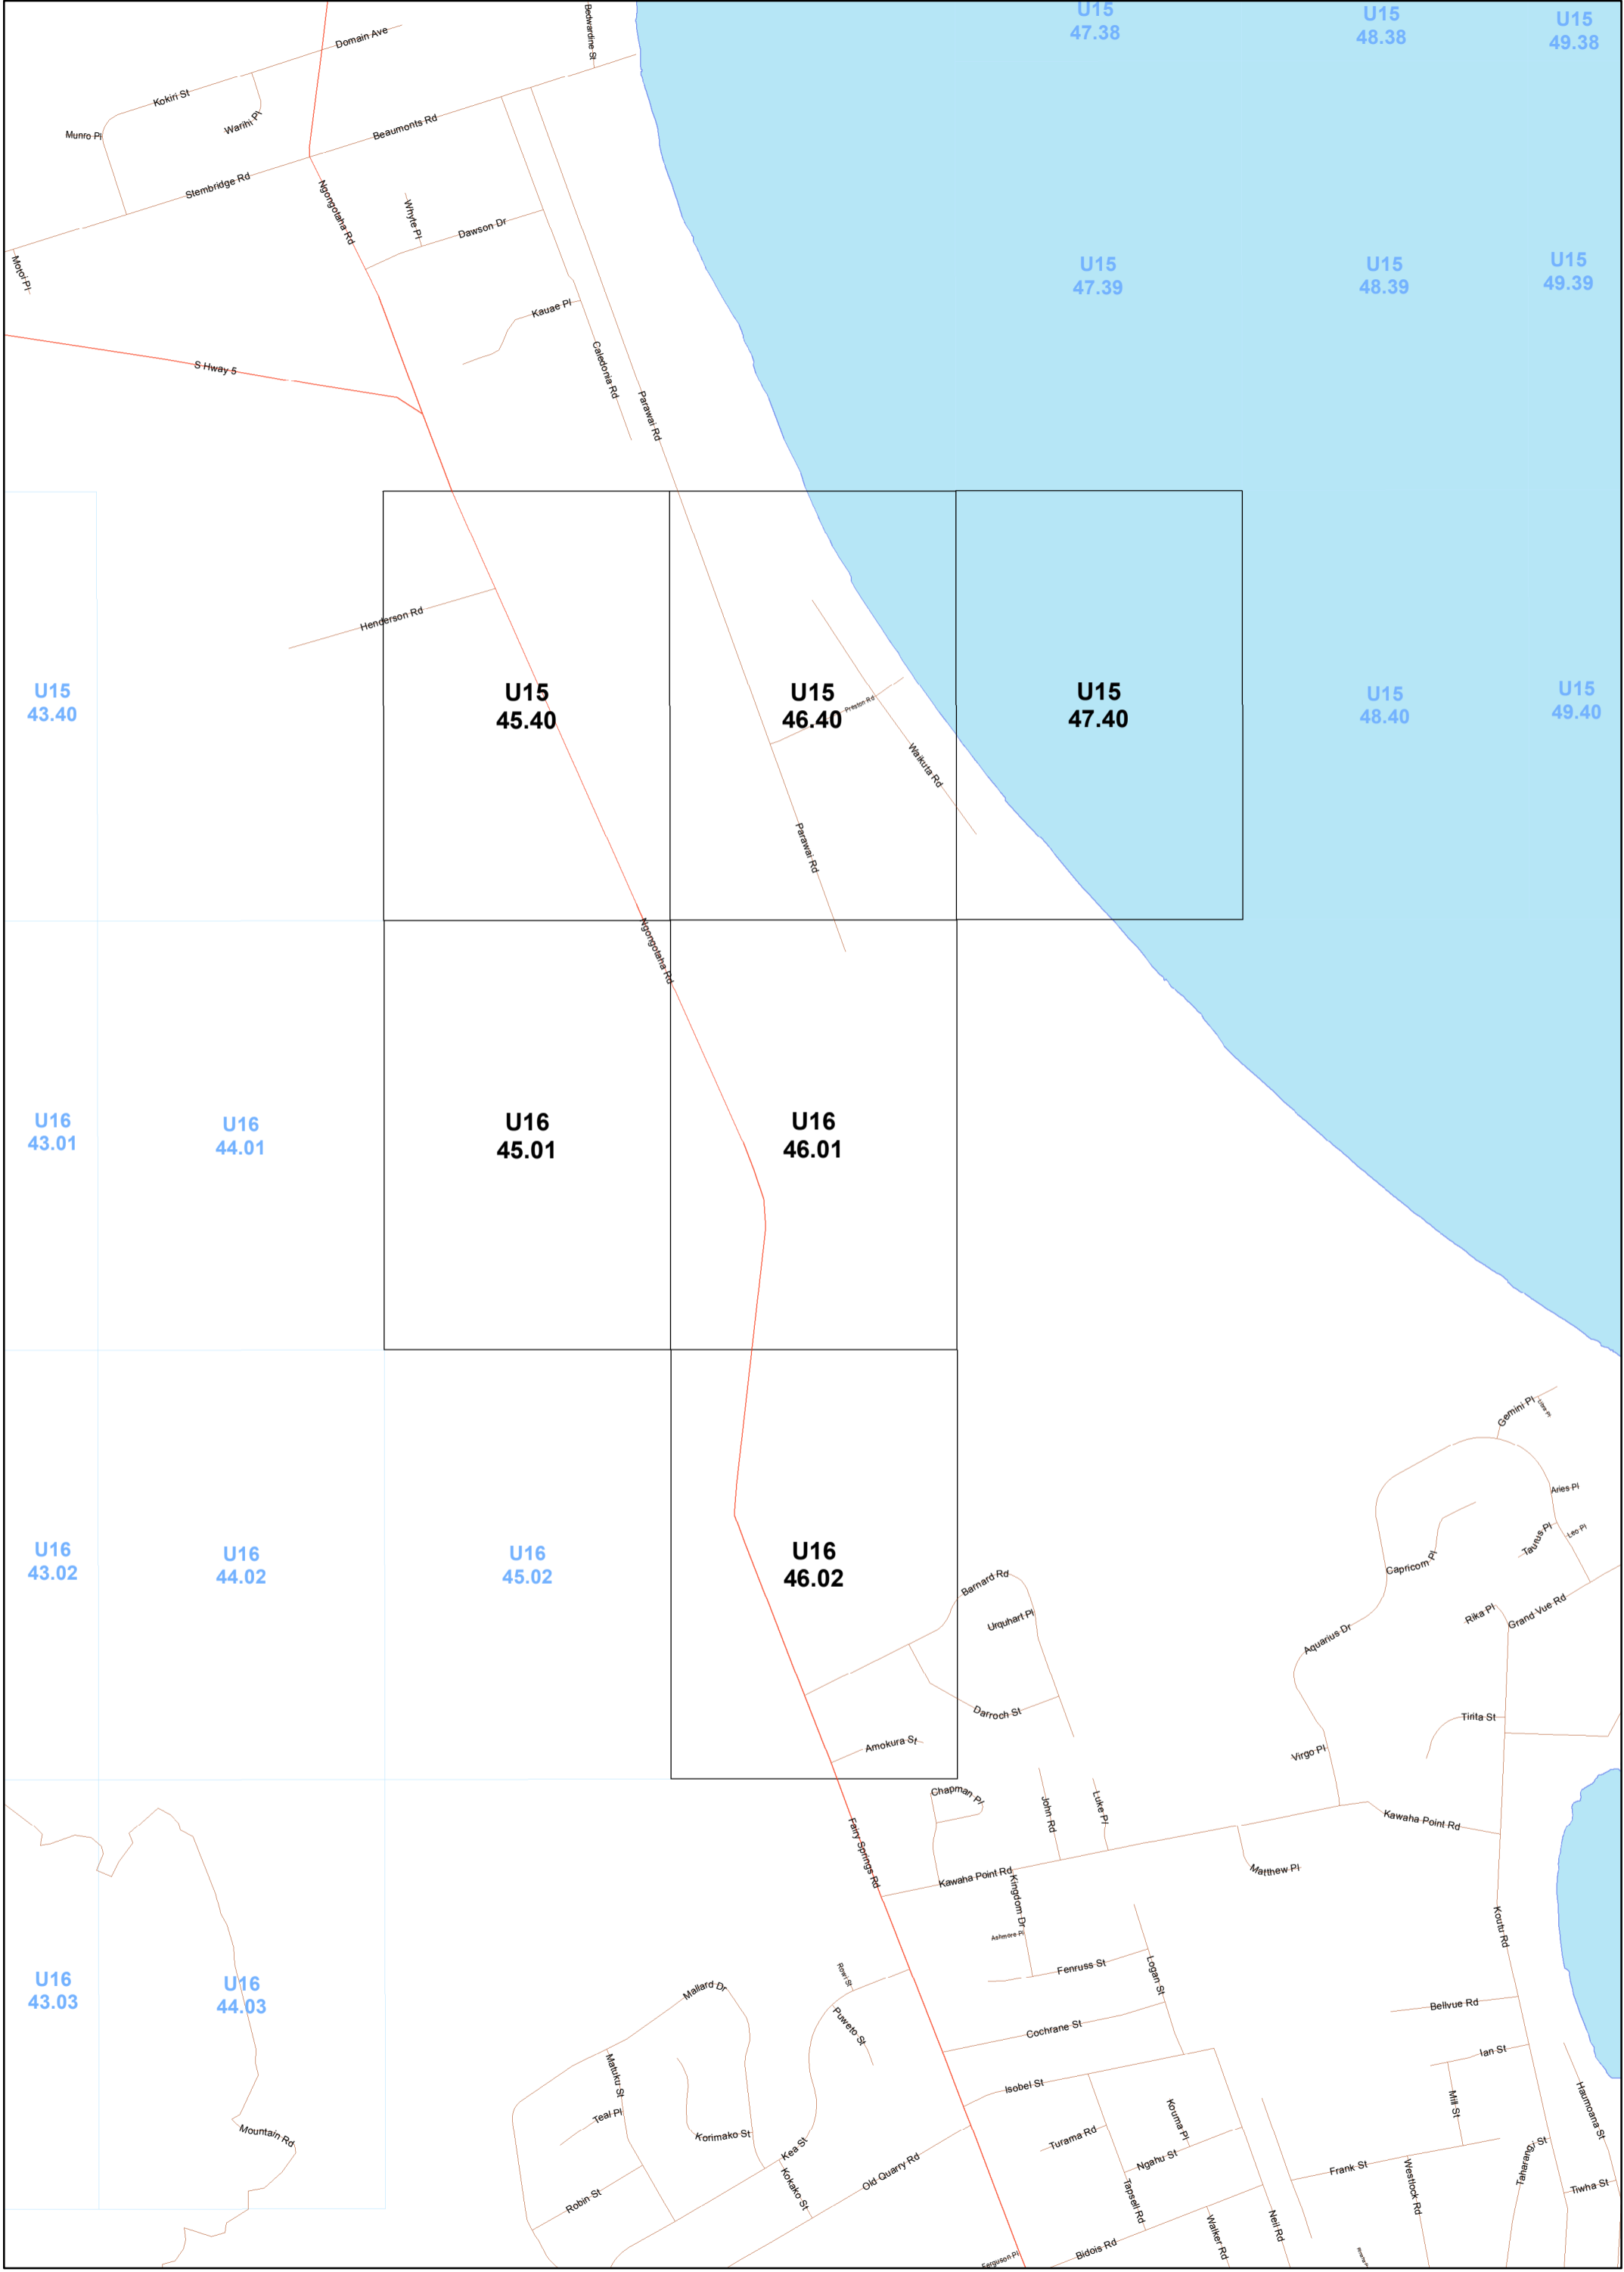 U15
47.38
U15
48.38
U15
49.38
Domain Ave
Bedwardine St
Kokiri St
Warihi Pl
Munro Pl
Beaumonts Rd
Stembridge Rd
Ngongotaha Rd
Whyte Pl
Dawson Dr
Motoi Pl
U15
47.39
U15
48.39
U15
49.39
Kauae Pl
Caledonia Rd
S Hway 5
Parawai Rd
Henderson Rd
U15
43.40
U15
45.40
U15
46.40
U15
47.40
U15
48.40
U15
49.40
Preston Rd
Waikuta Rd
Parawai Rd
Ngongotaha Rd
U16
43.01
U16
44.01
U16
45.01
U16
46.01
Gemini Pl
Aries Pl
Leo Pl
Taurus Pl
Capricorn Pl
U16
43.02
U16
44.02
U16
45.02
U16
46.02
Barnard Rd
Urquhart Pl
Rika Pl
Grand Vue Rd
Aquarius Dr
Darroch St
Tirita St
Amokura St
Virgo Pl
Chapman Pl
John Rd
Luke Pl
Kawaha Point Rd
Fairy Springs Rd
Kawaha Point Rd
Matthew Pl
Kingdom Dr
Ashmore Pl
Koutu Rd
Fenruss St
Logan St
U16
43.03
U16
44.03
Rowi St
Mallard Dr
Puweto St
Bellvue Rd
Cochrane St
Ian St
Matuku St
Isobel St
Mill St
Haumoana St
Teal Pl
Kouma Pl
Mountain Rd
Korimako St
Turama Rd
Kea St
Ngahu St
Taharangi St
Old Quarry Rd
Frank St
Kokako St
Westlock Rd
Tiwha St
Robin St
Tapsell Rd
Walker Rd
Neil Rd
Bidois Rd
Ferguson Pl